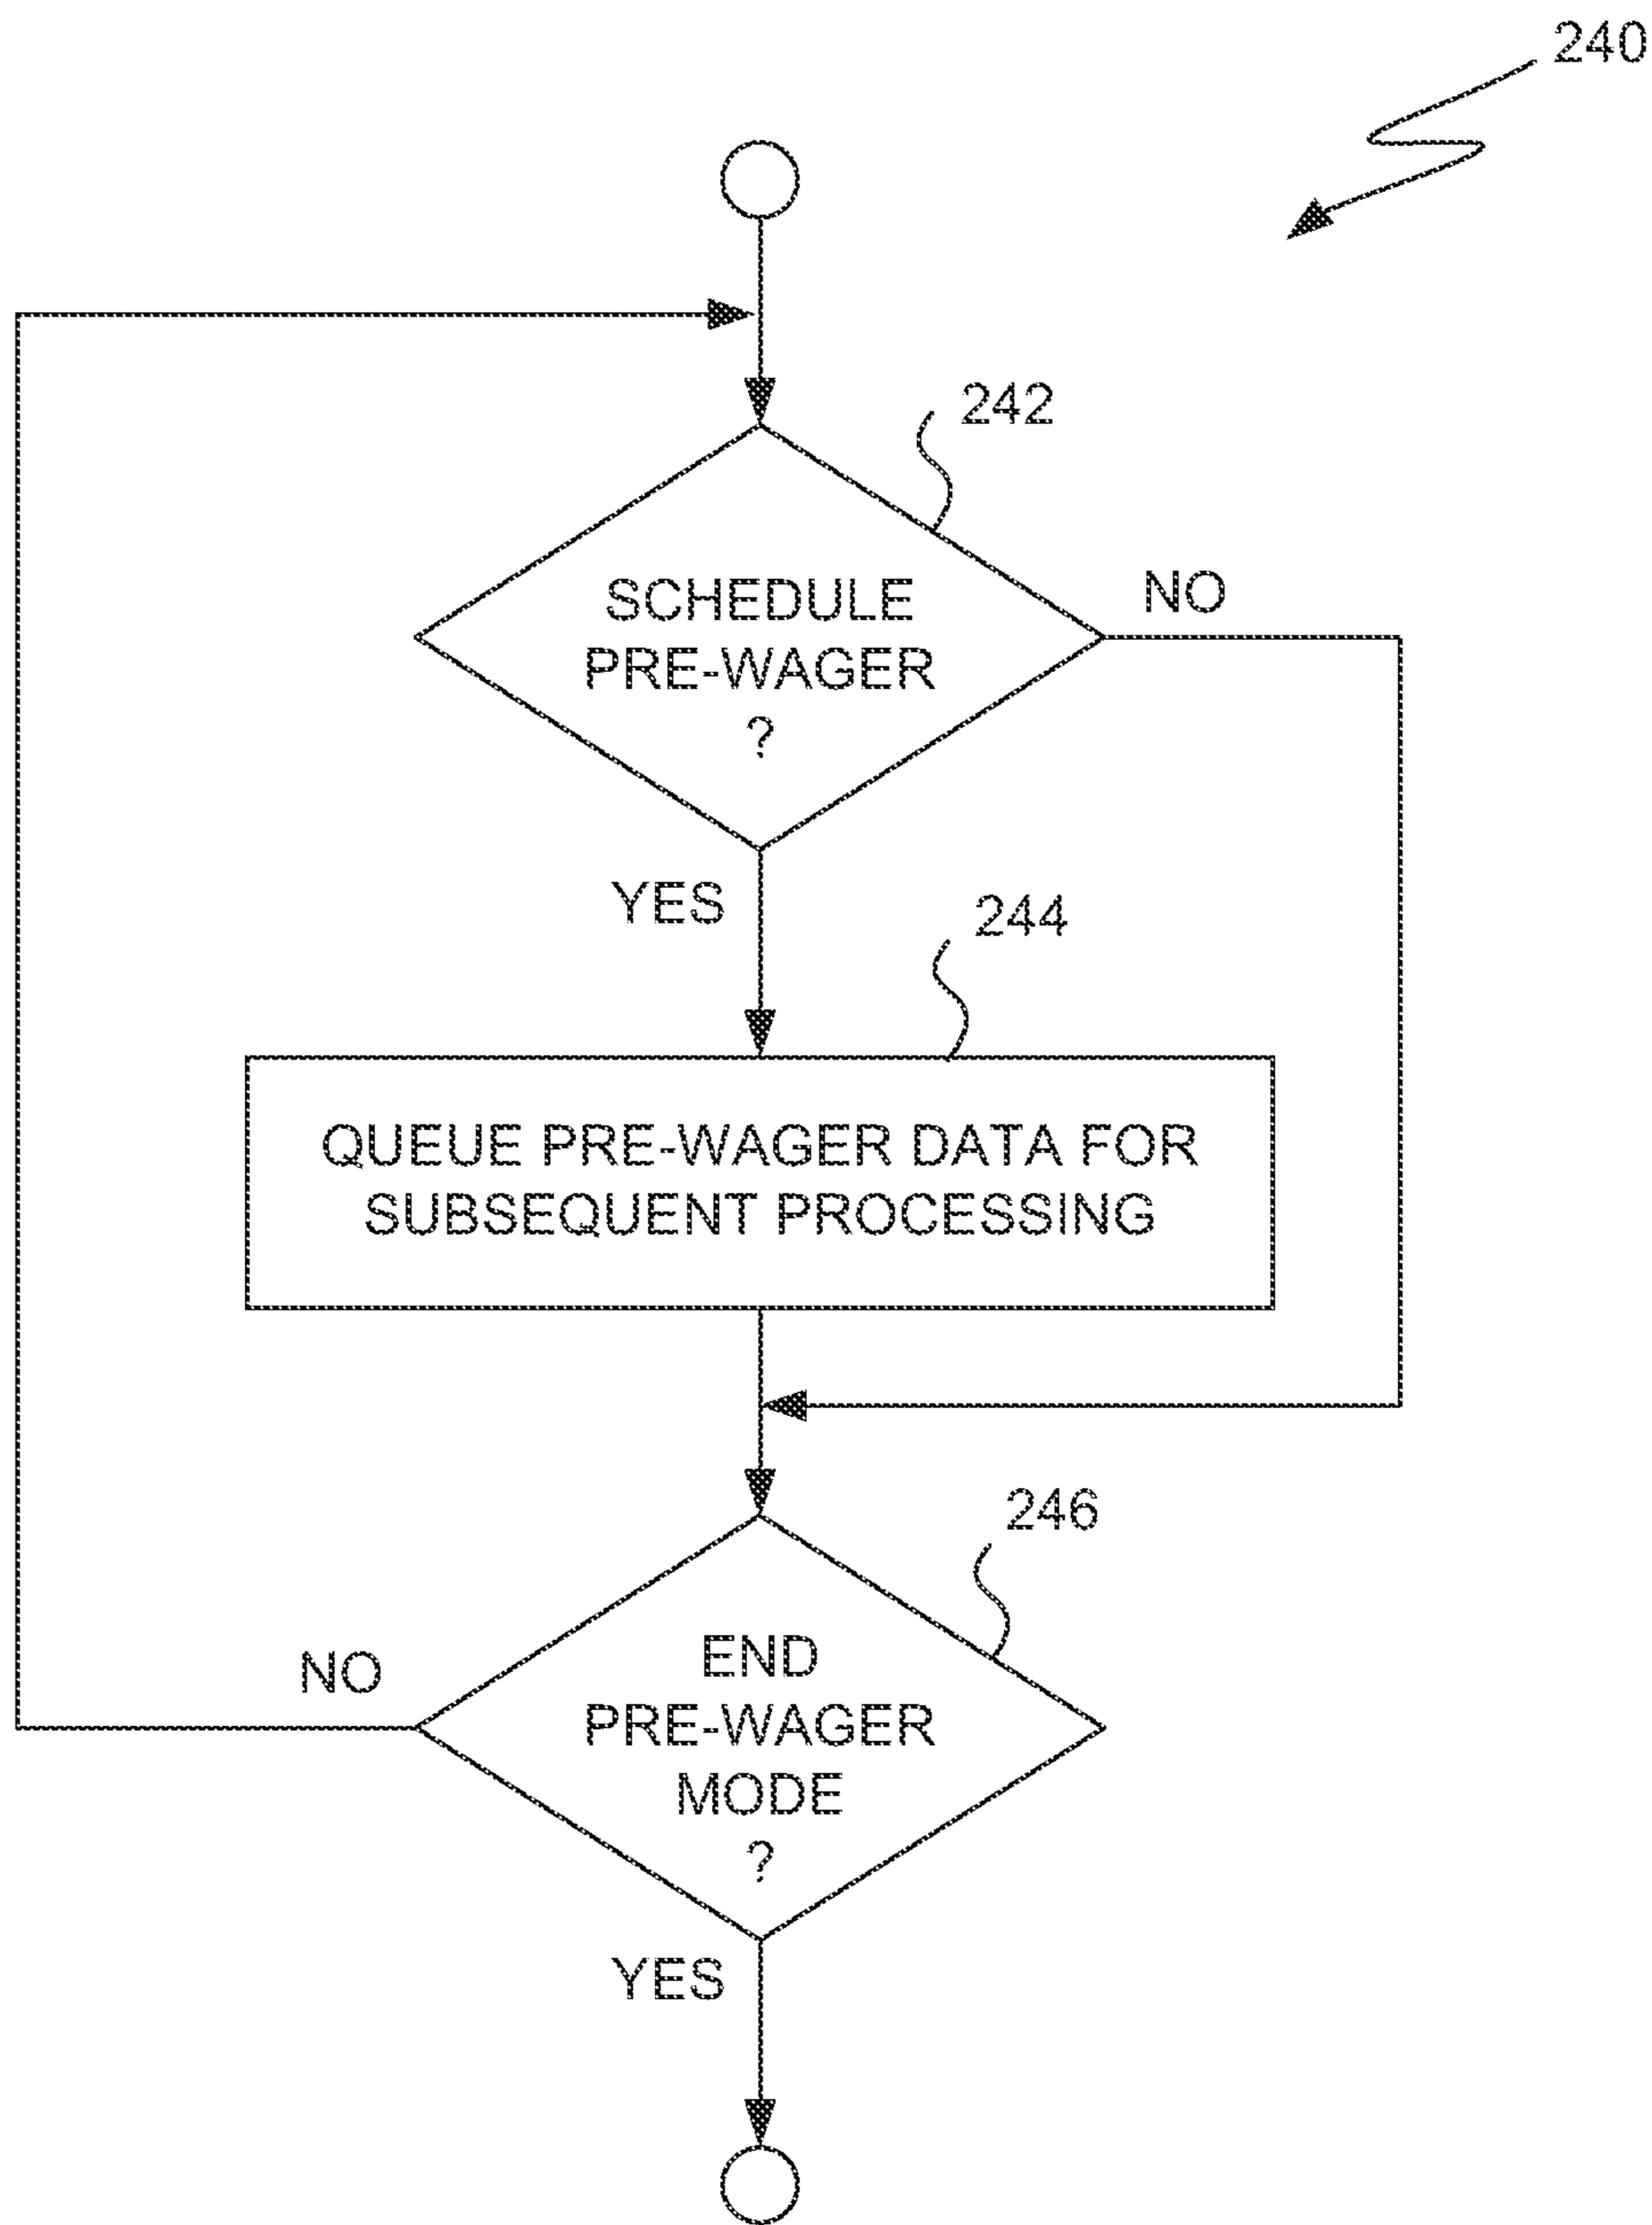 240
242
SCHEDULE
PRE-WAGER
?
NO
YES
244
QUEUE PRE-WAGER DATA FOR
SUBSEQUENT PROCESSING
246
NO
END
PRE-WAGER
MODE
?
YES